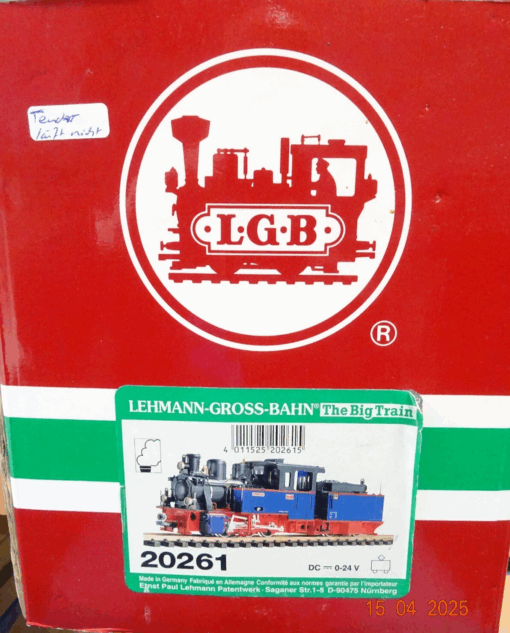 Tender
läuft nicht
L·G·B
®
LEHMANN-GROSS-BAHN® The Big Train
4 011525 202615
20261
DC 0-24 V
Made in Germany Fabriqué en Allemagne Conformité aux normes garantie par l'importateur
Ernst Paul Lehmann Patentwerk · Saganer Str.1-5 D-90475 Nürnberg
15 04 2025